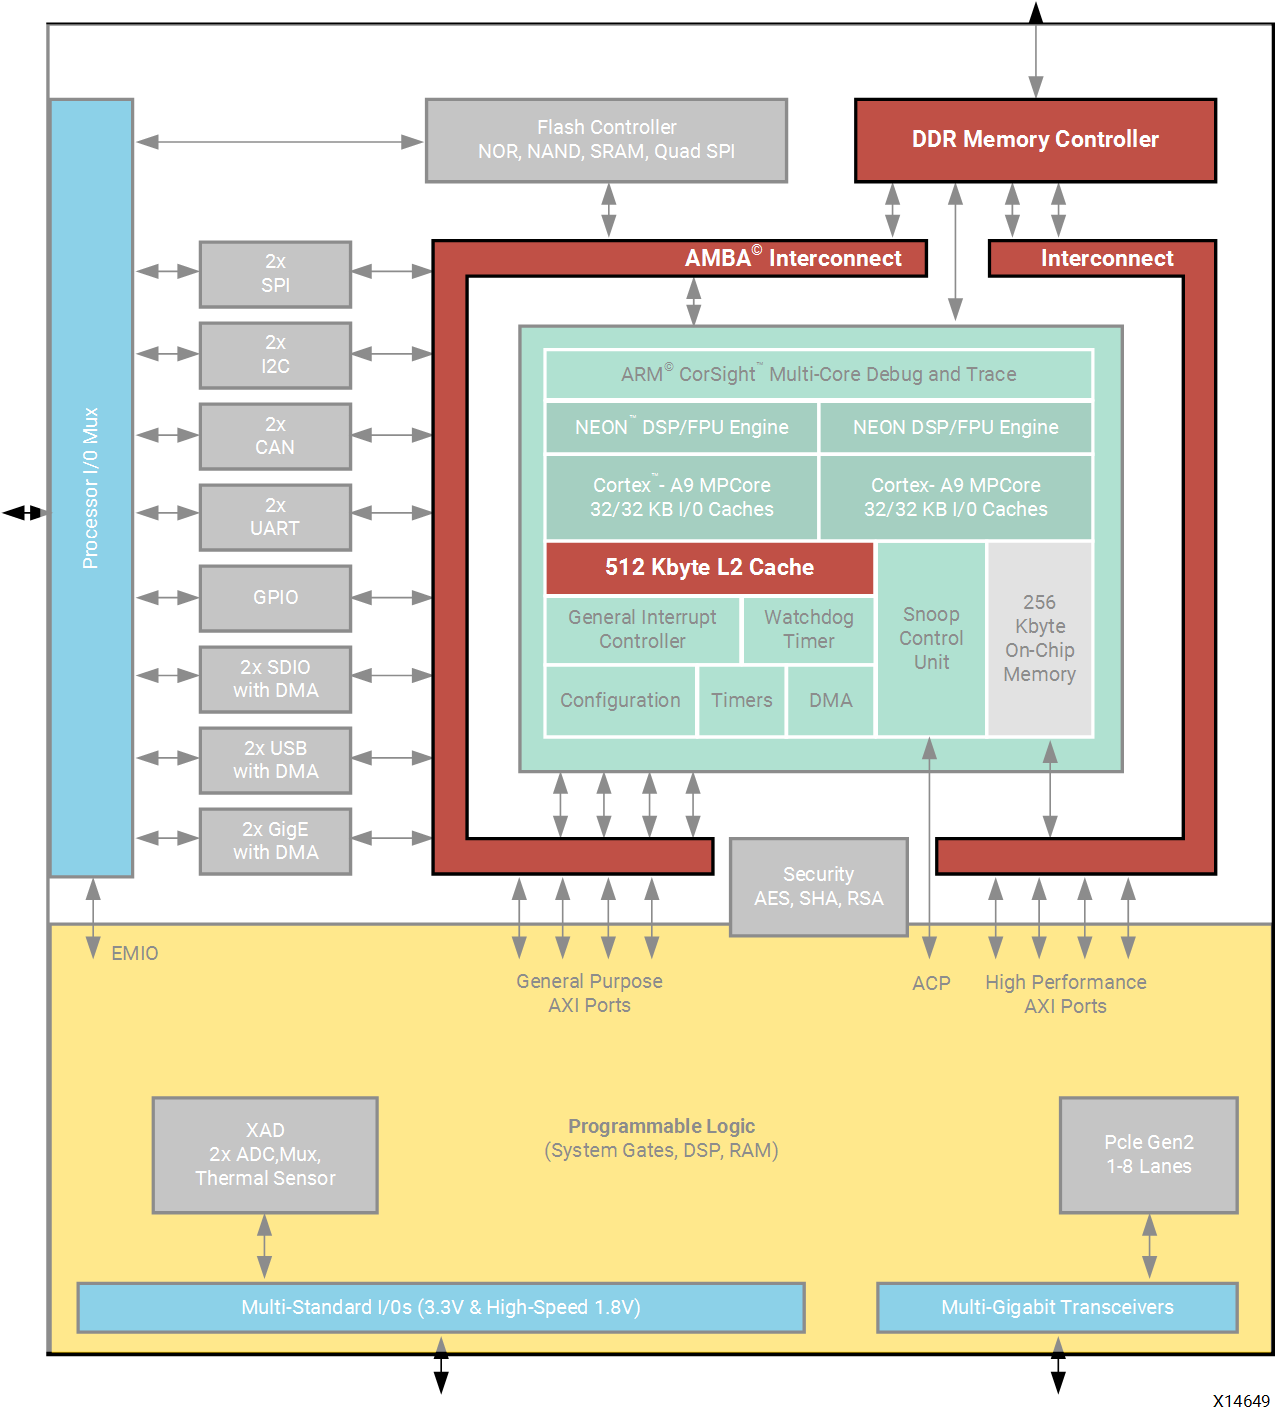 Flash Controller
NOR, NAND, SRAM, Quad SPI
DDR Memory Controller
AMBA© Interconnect
Interconnect
Processor I/0 Mux
2x
SPI
2x
I2C
2x
CAN
2x
UART
GPIO
2x SDIO
with DMA
2x USB
with DMA
2x GigE
with DMA
ARM© CorSight™ Multi-Core Debug and Trace
NEON™ DSP/FPU Engine
NEON DSP/FPU Engine
Cortex™- A9 MPCore
32/32 KB I/0 Caches
Cortex- A9 MPCore
32/32 KB I/0 Caches
512 Kbyte L2 Cache
General Interrupt
Controller
Watchdog
Timer
Configuration
Timers
DMA
Snoop
Control
Unit
256
Kbyte
On-Chip
Memory
Security
AES, SHA, RSA
EMIO
General Purpose
AXI Ports
ACP
High Performance
AXI Ports
XAD
2x ADC,Mux,
Thermal Sensor
Programmable Logic
(System Gates, DSP, RAM)
Pcle Gen2
1-8 Lanes
Multi-Standard I/0s (3.3V & High-Speed 1.8V)
Multi-Gigabit Transceivers
X14649